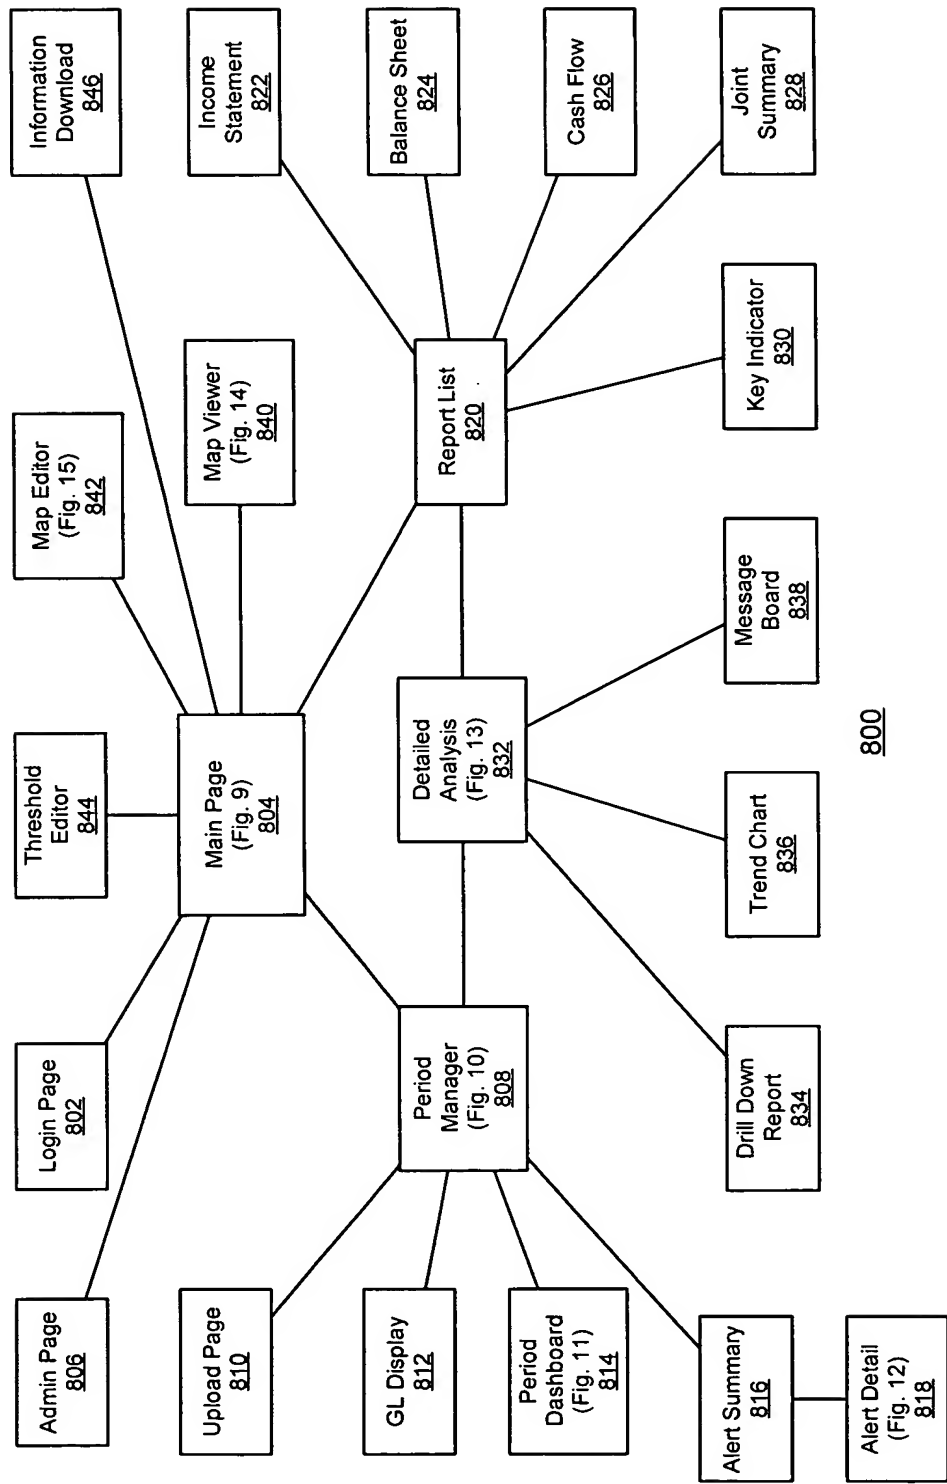 Admin Page
806
Login Page
802
Threshold
Editor
844
Map Editor
(Fig. 15)
842
Information
Download
846
Upload Page
810
Main Page
(Fig. 9)
804
Map Viewer
(Fig. 14)
840
Income
Statement
822
GL Display
812
Period
Manager
(Fig. 10)
808
Detailed
Analysis
(Fig. 13)
832
Report List
820
Balance Sheet
824
Period
Dashboard
(Fig. 11)
814
Cash Flow
826
Alert Summary
816
Drill Down
Report
834
Trend Chart
836
Message
Board
838
Key Indicator
830
Joint
Summary
828
Alert Detail
(Fig. 12)
818
800